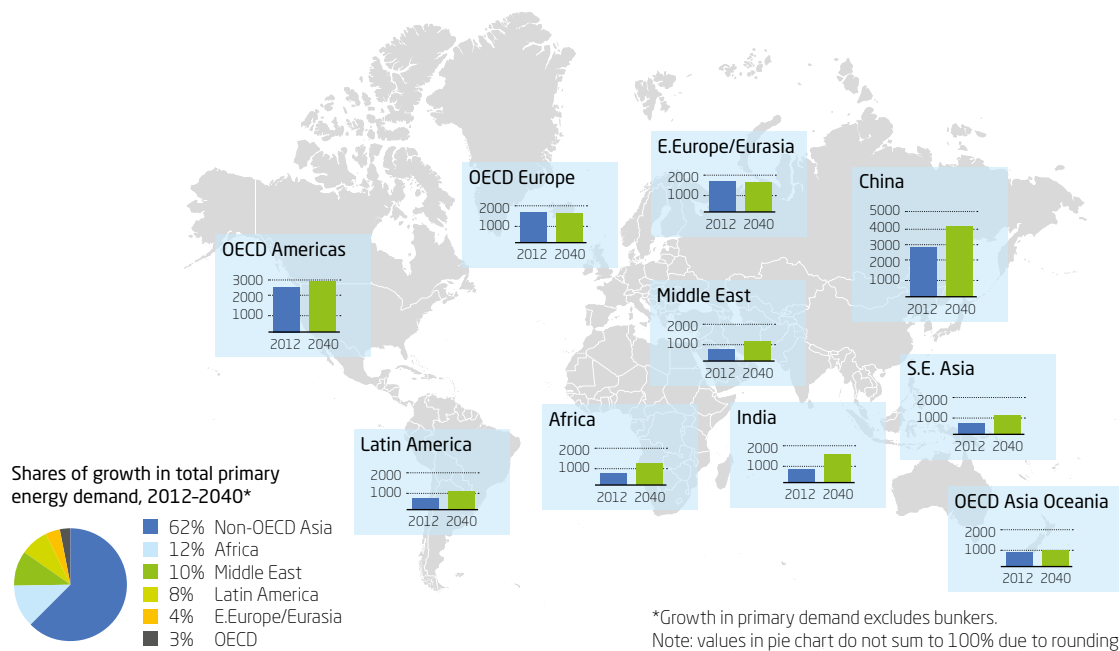 E.Europe/Eurasia
2000
1000
2012 2040
OECD Europe
2000
1000
2012 2040
China
5000
4000
3000
2000
1000
2012 2040
OECD Americas
3000
2000
1000
2012 2040
Middle East
2000
1000
2012 2040
S.E. Asia
2000
1000
2012 2040
Africa
2000
1000
2012 2040
India
2000
1000
2012 2040
Latin America
2000
1000
2012 2040
OECD Asia Oceania
2000
1000
2012 2040
Shares of growth in total primary
energy demand, 2012–2040*
62% Non-OECD Asia
12% Africa
10% Middle East
8% Latin America
4% E.Europe/Eurasia
3% OECD
*Growth in primary demand excludes bunkers.
Note: values in pie chart do not sum to 100% due to rounding